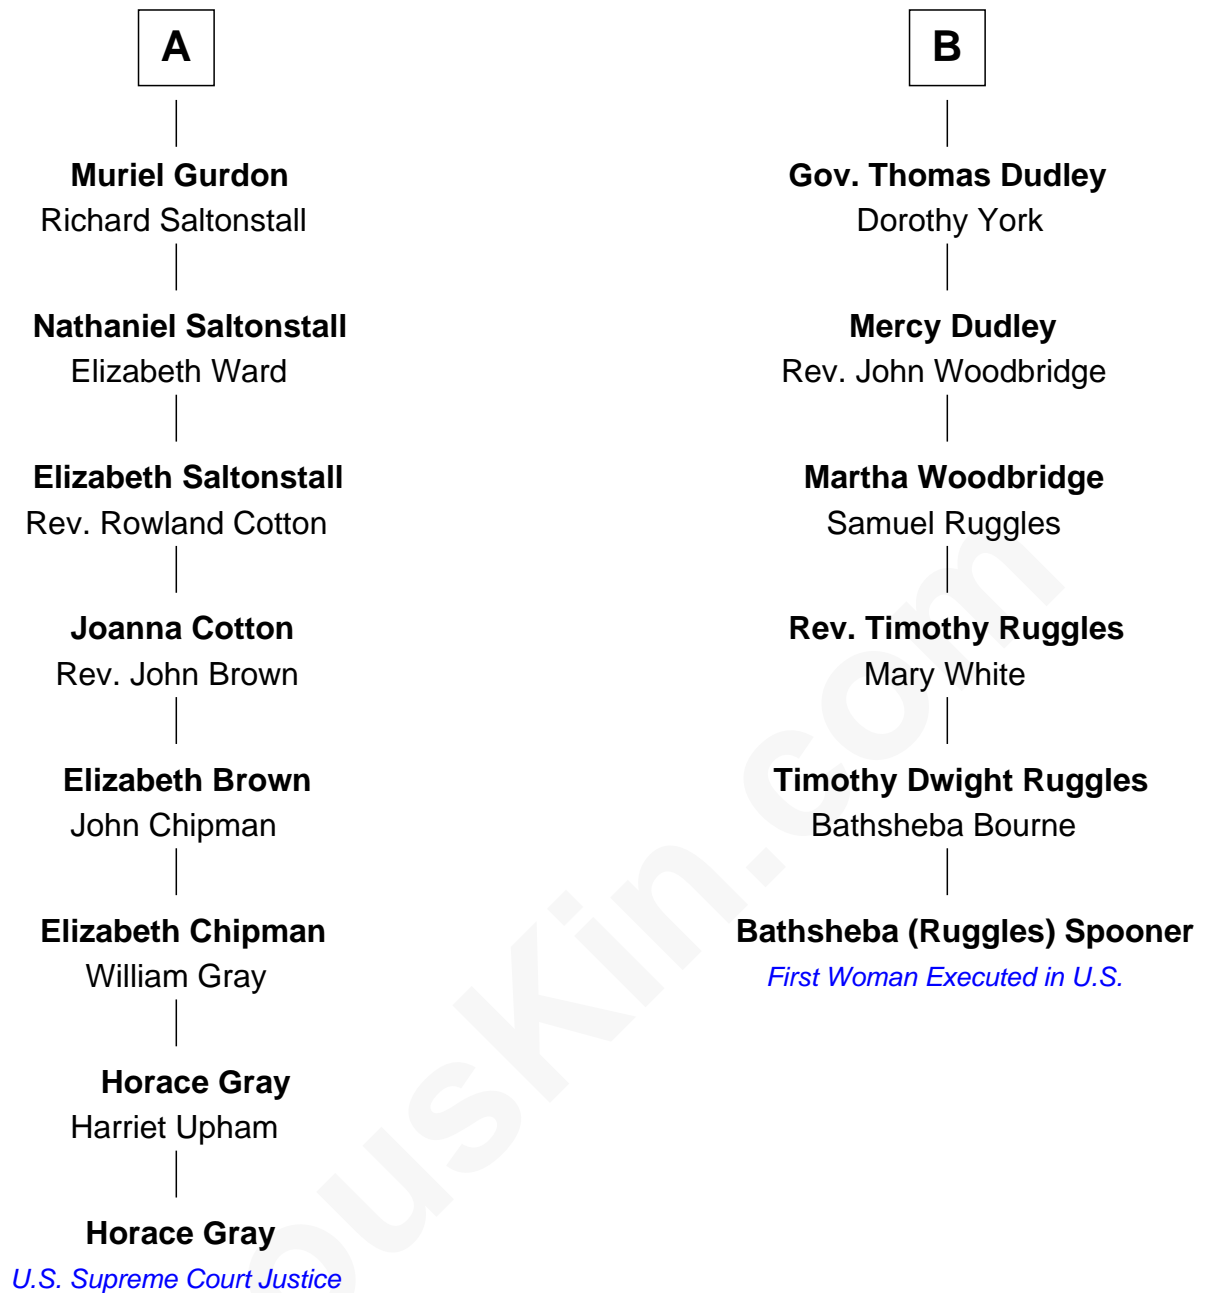 A
Muriel Gurdon
Richard Saltonstall
Nathaniel Saltonstall
Elizabeth Ward
Elizabeth Saltonstall
Rev. Rowland Cotton
Joanna Cotton
Rev. John Brown
Elizabeth Brown
John Chipman
Elizabeth Chipman
William Gray
Horace Gray
Harriet Upham
Horace Gray
U.S. Supreme Court Justice
B
Gov. Thomas Dudley
Dorothy York
Mercy Dudley
Rev. John Woodbridge
Martha Woodbridge
Samuel Ruggles
Rev. Timothy Ruggles
Mary White
Timothy Dwight Ruggles
Bathsheba Bourne
Bathsheba (Ruggles) Spooner
First Woman Executed in U.S.
ousKin.com